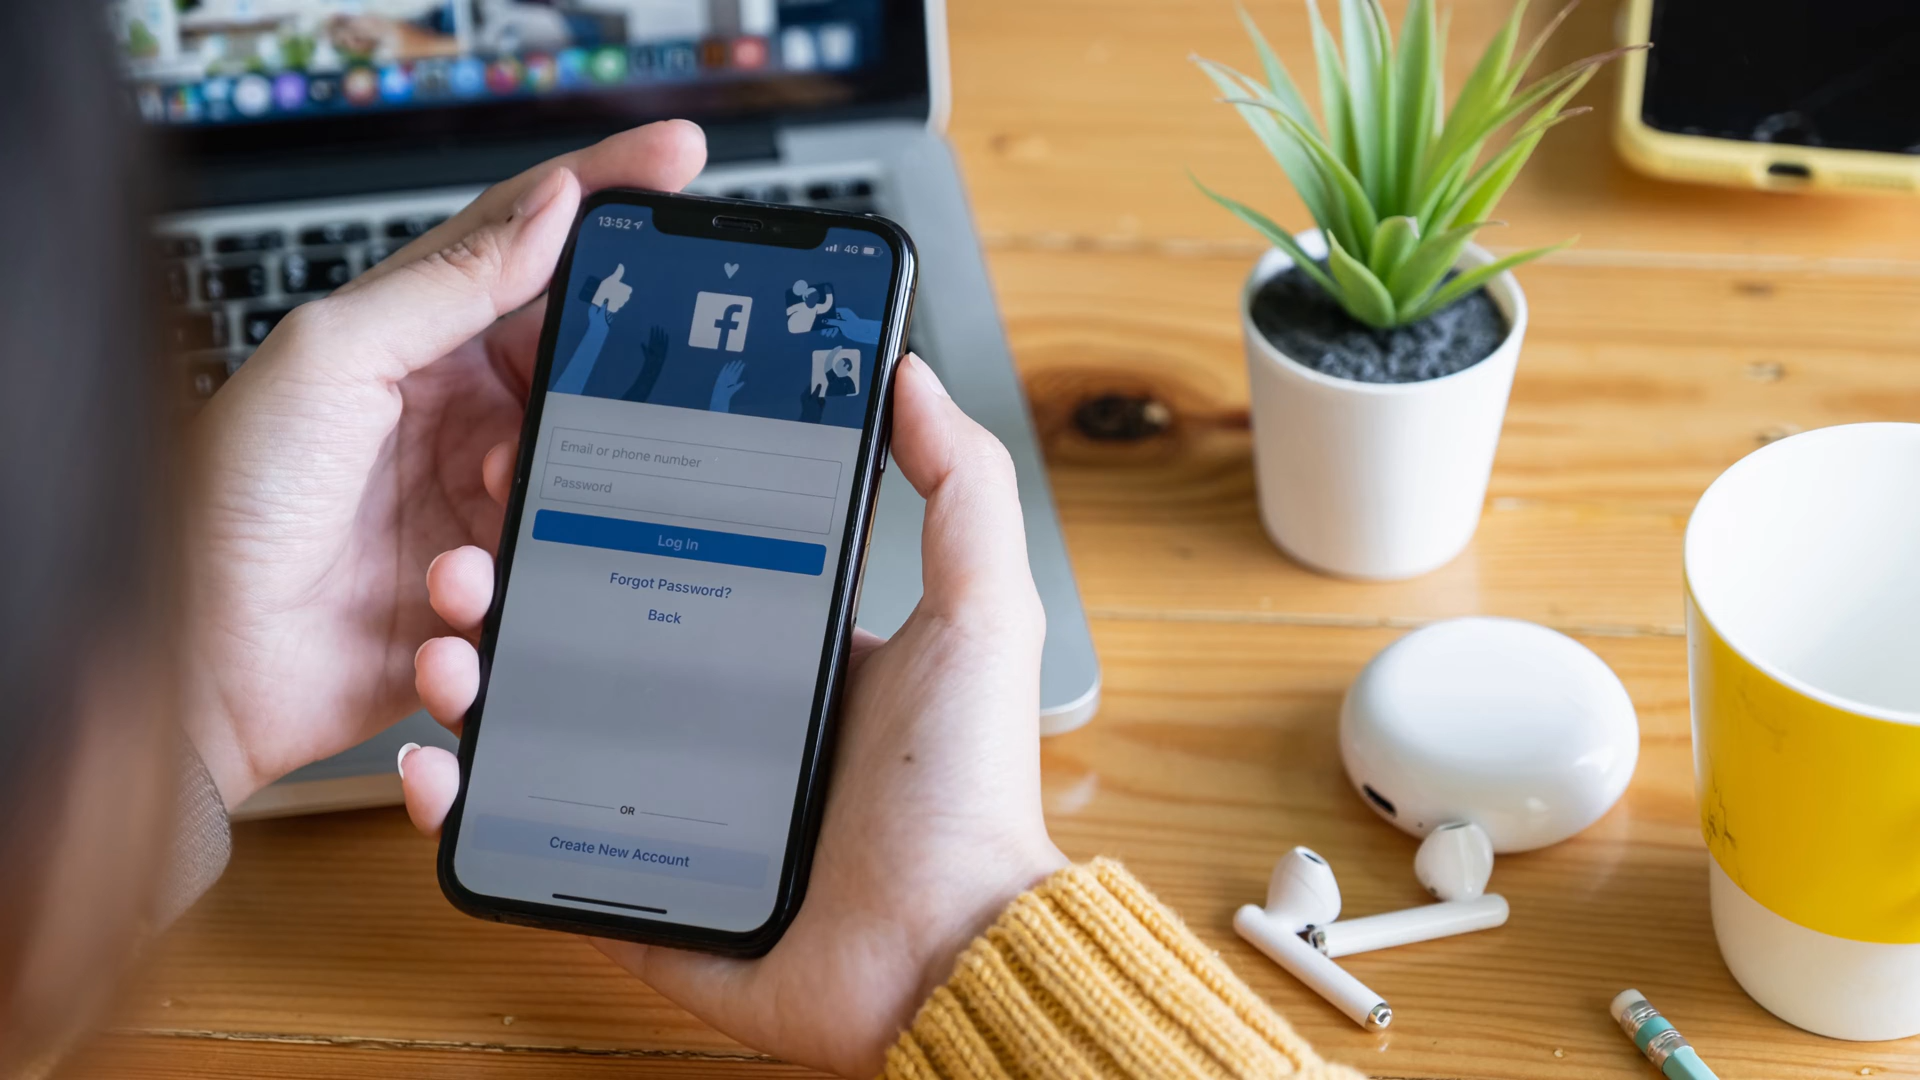 13:52
4G
f
Email or phone number
Password
Log In
Forgot Password?
Back
OR
Create New Account